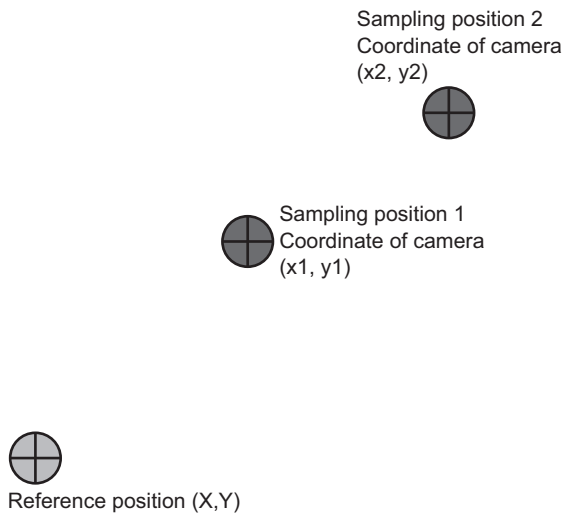 Sampling position 2
Coordinate of camera
(x2, y2)
Sampling position 1
Coordinate of camera
(x1, y1)
Reference position (X,Y)